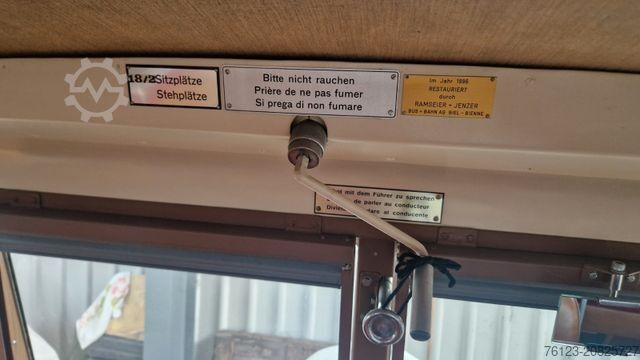 18/2 Sitzplätze
Stehplätze
Bitte nicht rauchen
Prière de ne pas fumer
Si prega di non fumare
Im Jahr 1996
RESTAURIERT
durch
RAMSEIER + JENZER
BUS + BAHN AG BIEL - BIENNE
mit dem Führer zu sprechen
de parler au conducteur
al conducente
76123-20825727